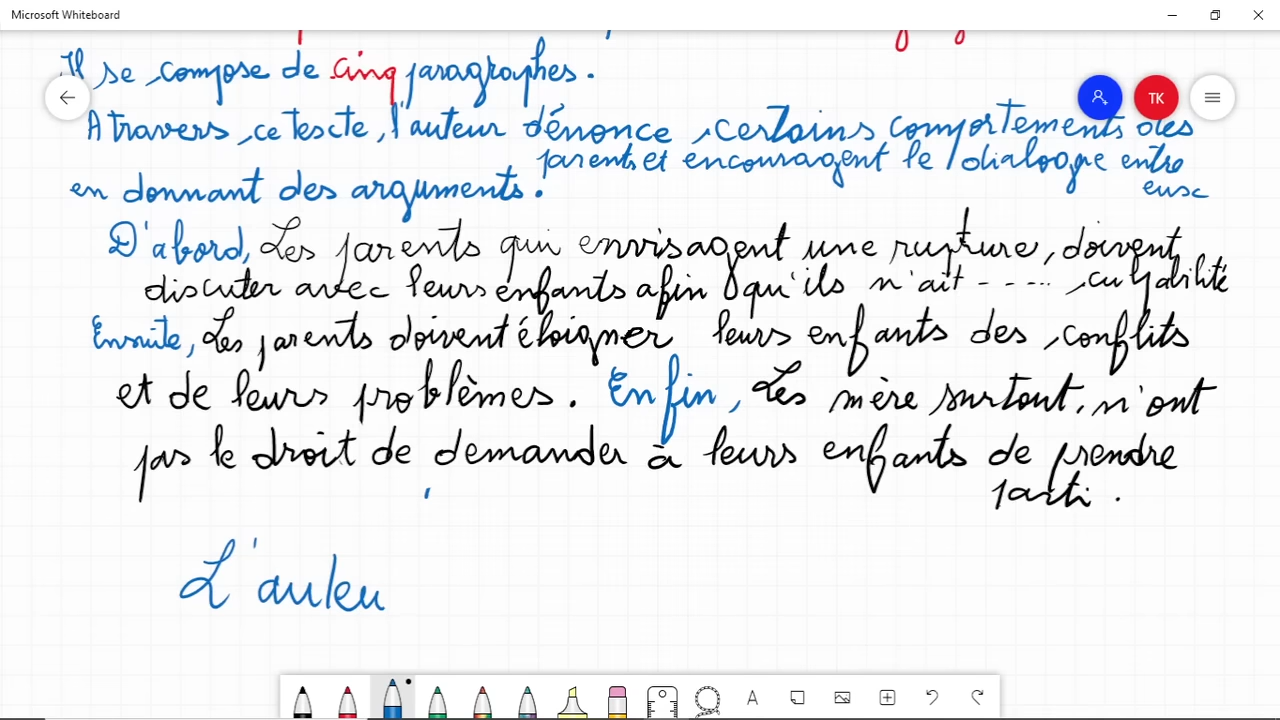 Microsoft Whiteboard
Il se compose de cinq paragraphes.
TK
A travers ce texte, l'auteur dénonce certains comportements des
parents et encouragent le dialogue entre
eux
en donnant des arguments.
D'abord, Les parents qui envisagent une rupture, doivent
discuter avec leurs enfants afin qu'ils n'ait ----... culpabilité
Ensuite, Les parents doivent éloigner leurs enfants des conflits
et de leurs problèmes. Enfin, Les mère surtout, n'ont
pas le droit de demander à leurs enfants de prendre
parti.
L'auteu
A